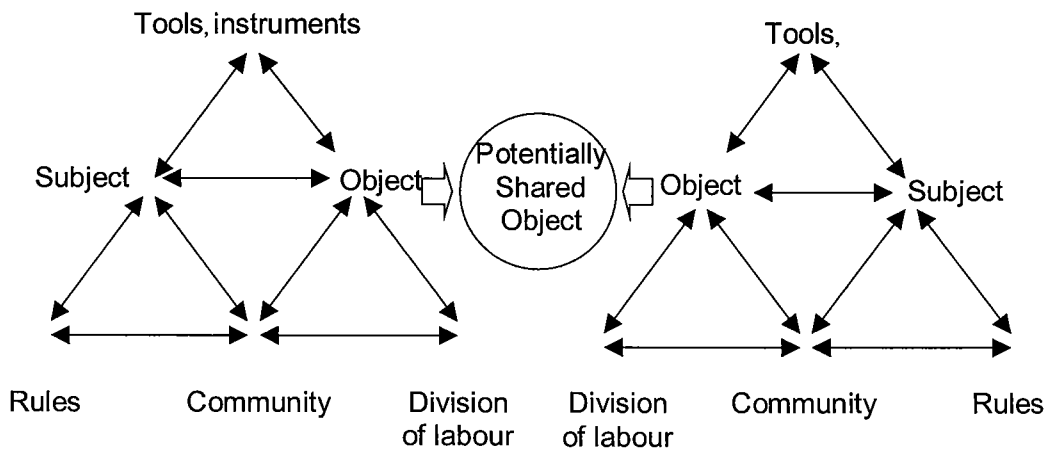 Tools, instruments
Tools,
Subject
Object
Potentially
Shared
Object
Object
Subject
Rules
Community
Division
of labour
Division
of labour
Community
Rules